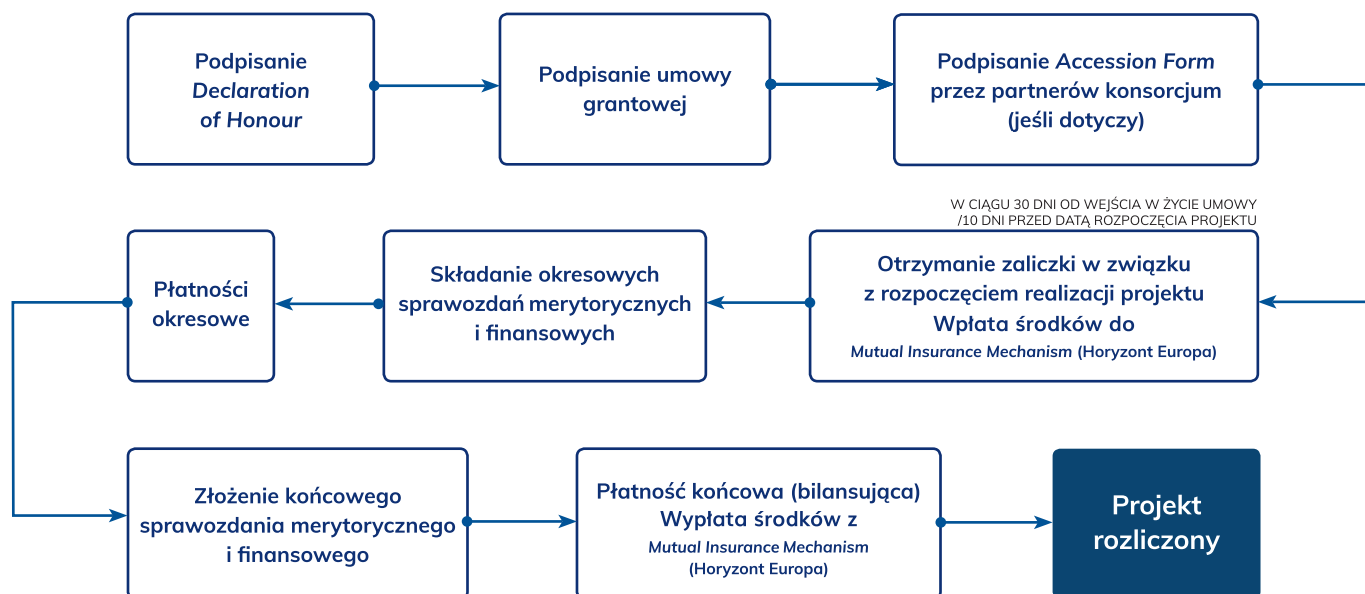 Podpisanie
Declaration
of Honour
Podpisanie umowy
grantowej
Podpisanie Accession Form
przez partnerów konsorcjum
(jeśli dotyczy)
W CIĄGU 30 DNI OD WEJŚCIA W ŻYCIE UMOWY
/10 DNI PRZED DATĄ ROZPOCZĘCIA PROJEKTU
Otrzymanie zaliczki w związku
z rozpoczęciem realizacji projektu
Wpłata środków do
Mutual Insurance Mechanism (Horyzont Europa)
Składanie okresowych
sprawozdań merytorycznych
i finansowych
Płatności
okresowe
Złożenie końcowego
sprawozdania merytorycznego
i finansowego
Płatność końcowa (bilansująca)
Wypłata środków z
Mutual Insurance Mechanism
(Horyzont Europa)
Projekt
rozliczony